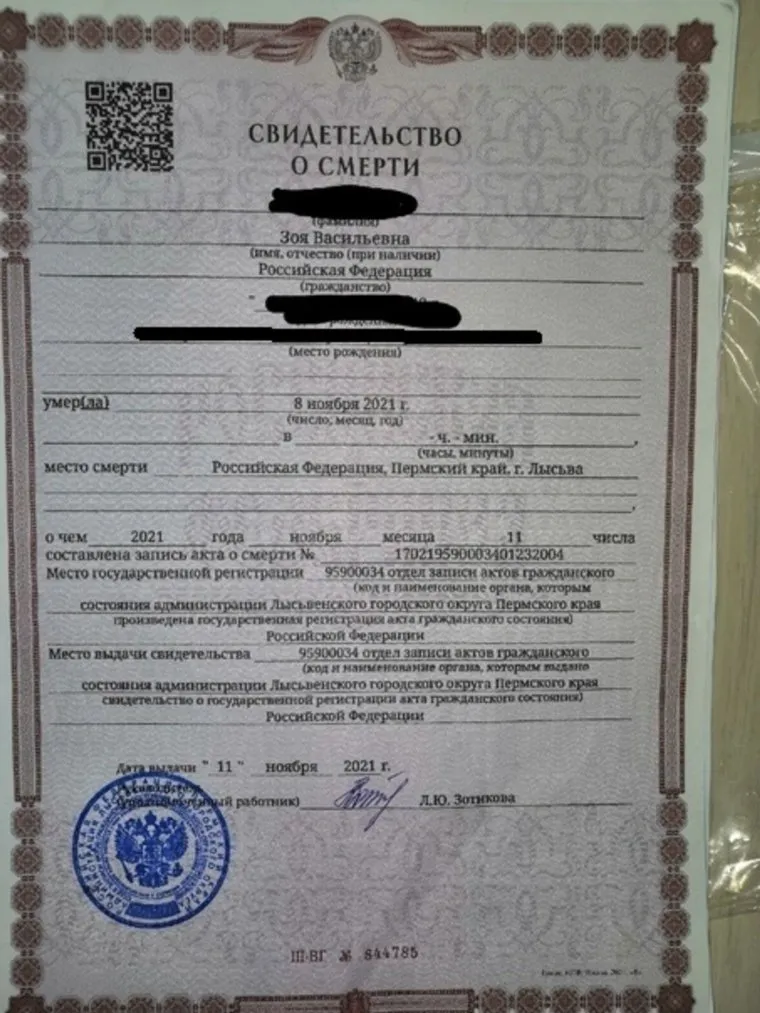 СВИДЕТЕЛЬСТВО
О СМЕРТИ
(фамилия)
Зоя Васильевна
(имя, отчество (при наличии)
Российская Федерация
(гражданство)
"
(место рождения)
умер(ла) 8 ноября 2021 г.
(число, месяц, год)
в - ч. - мин.
(часы, минуты)
место смерти Российская Федерация, Пермский край, г. Лысьва
о чем 2021 года ноября месяца 11 числа
составлена запись акта о смерти № 170219590003401232004
Место государственной регистрации 95900034 отдел записи актов гражданского
(код и наименование органа, которым
состояния администрации Лысьвенского городского округа Пермского края
произведена государственная регистрация акта гражданского состояния)
Российской Федерации
Место выдачи свидетельства 95900034 отдел записи актов гражданского
(код и наименование органа, которым выдано
состояния администрации Лысьвенского городского округа Пермского края
свидетельство о государственной регистрации акта гражданского состояния)
Российской Федерации
Дата выдачи " 11 " ноября 2021 г.
работник) Л.Ю. Зотикова
III-ВГ № 844785